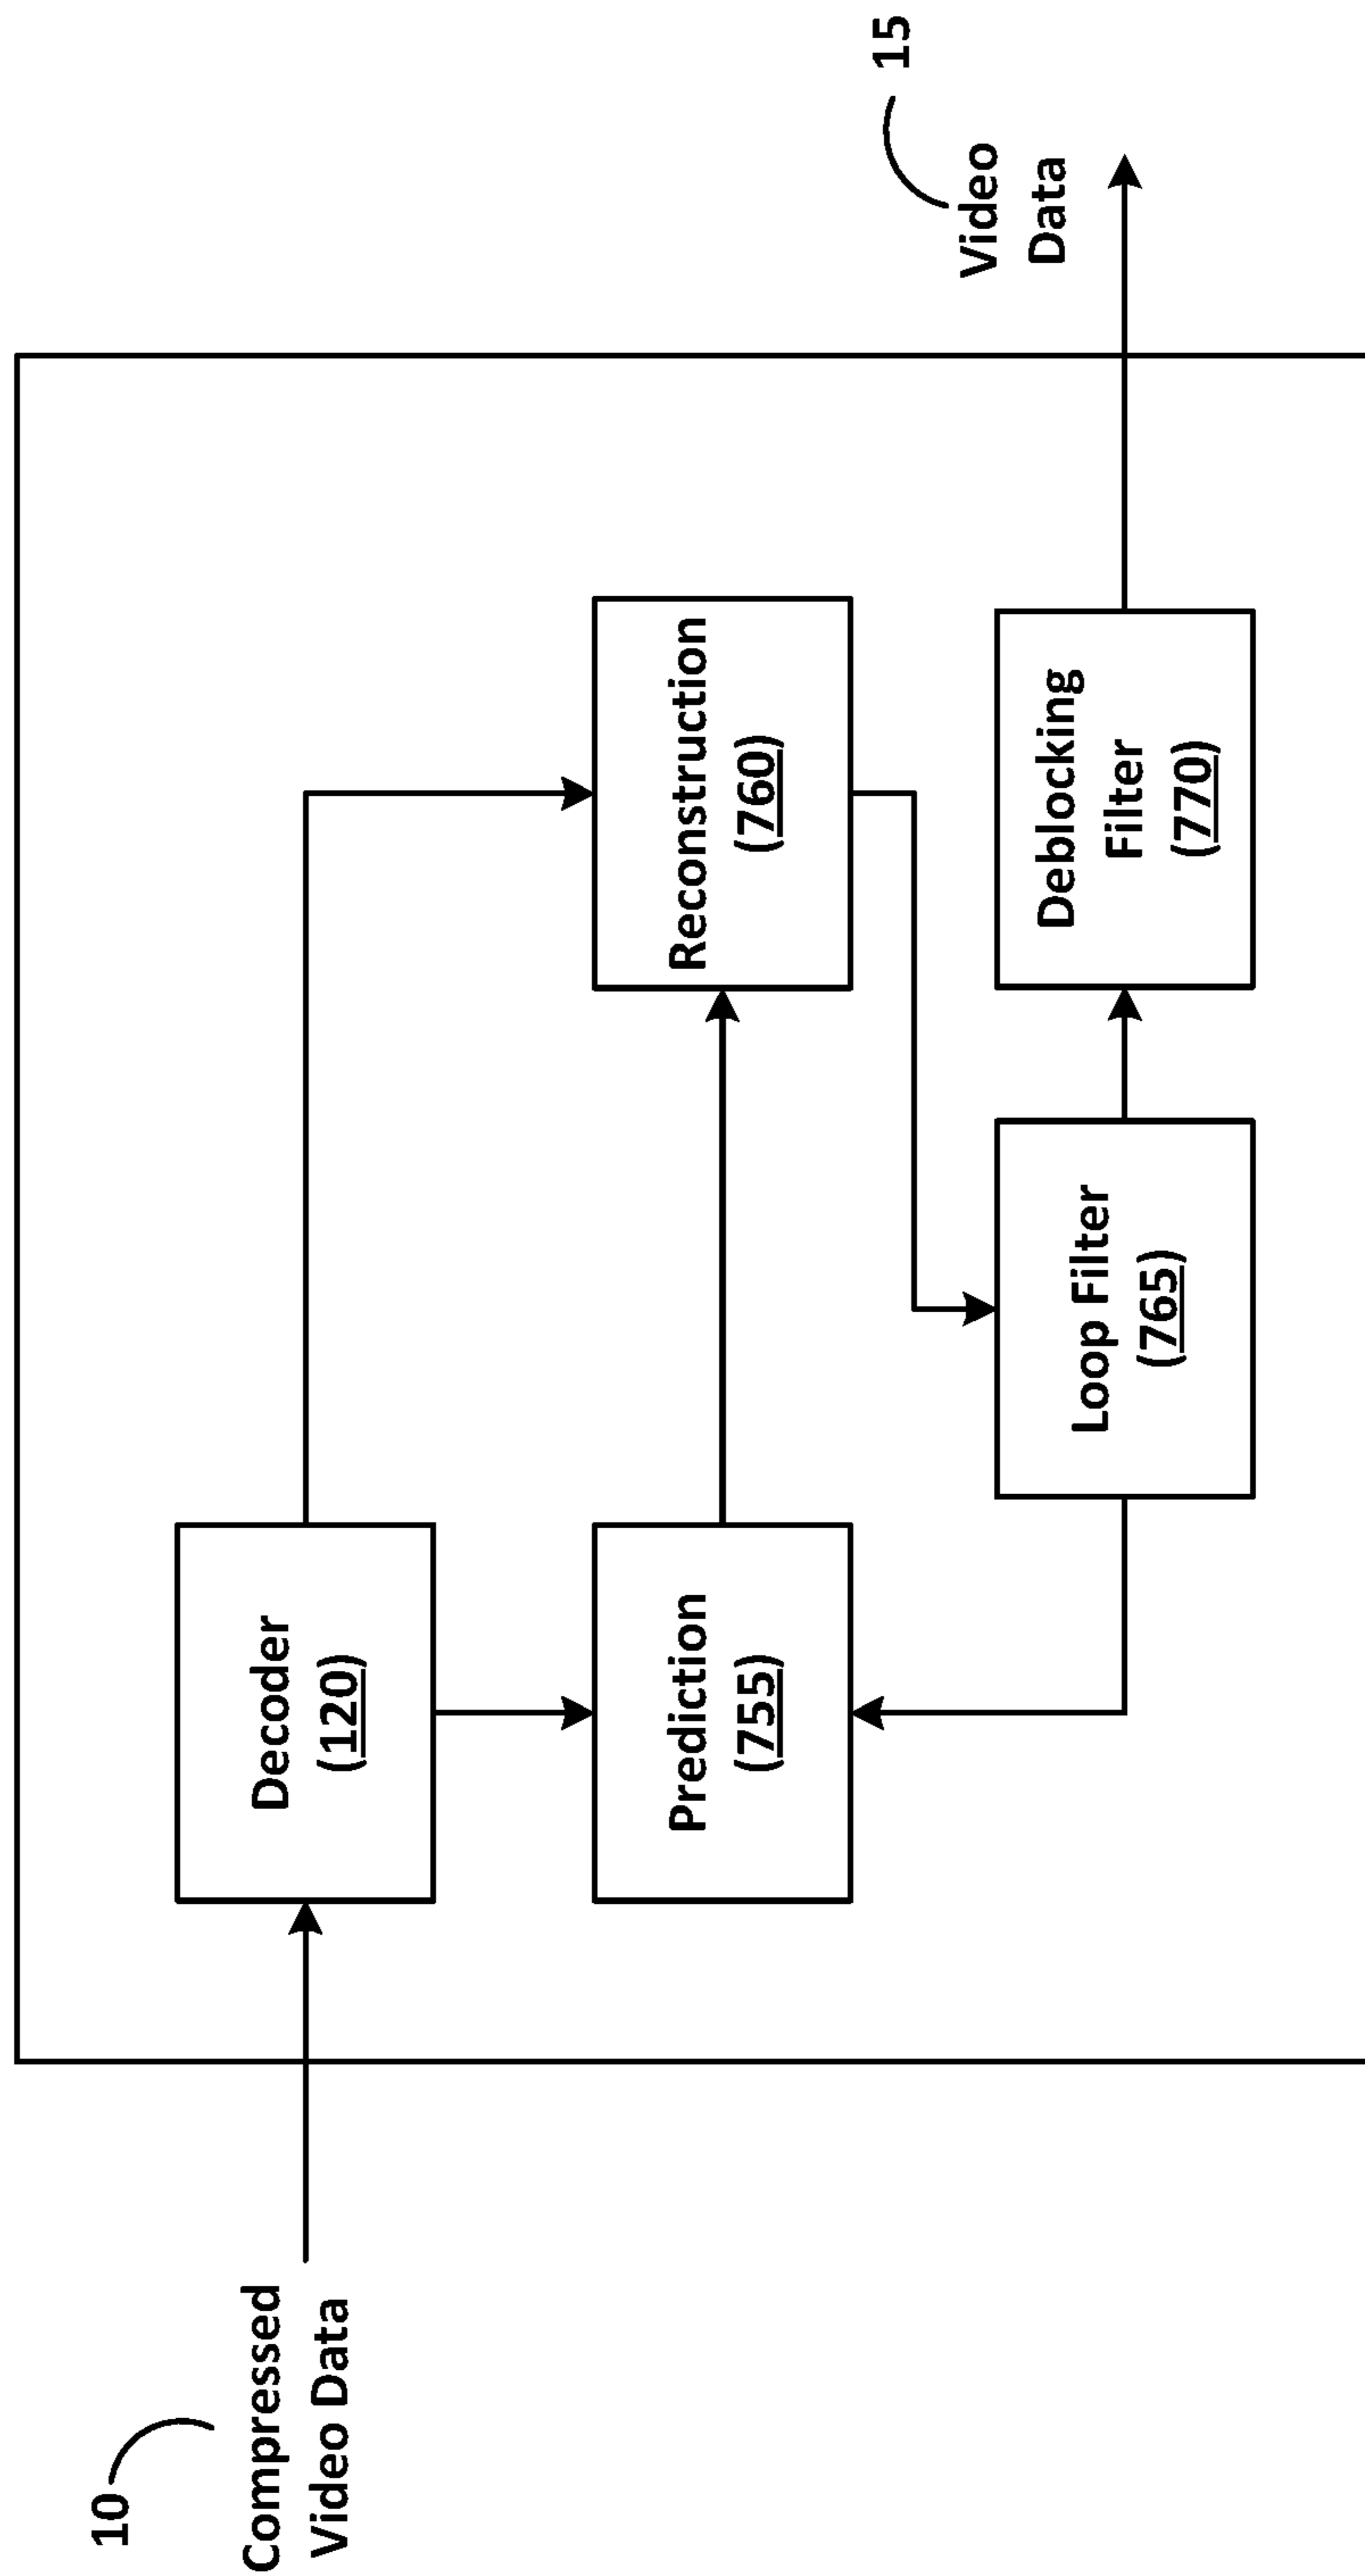 10
Compressed
Video Data
Decoder
(120)
Prediction
(755)
Reconstruction
(760)
Loop Filter
(765)
Deblocking
Filter
(770)
15
Video
Data